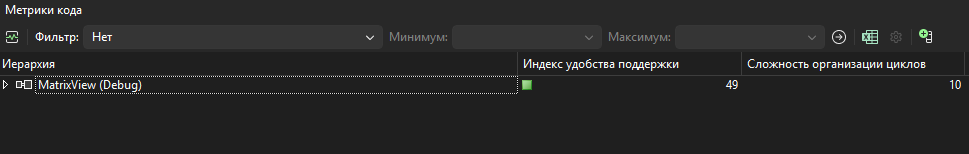 Метрики кода
Фильтр: Нет Минимум: Максимум:
Иерархия Индекс удобства поддержки Сложность организации циклов
MatrixView (Debug) 49 10